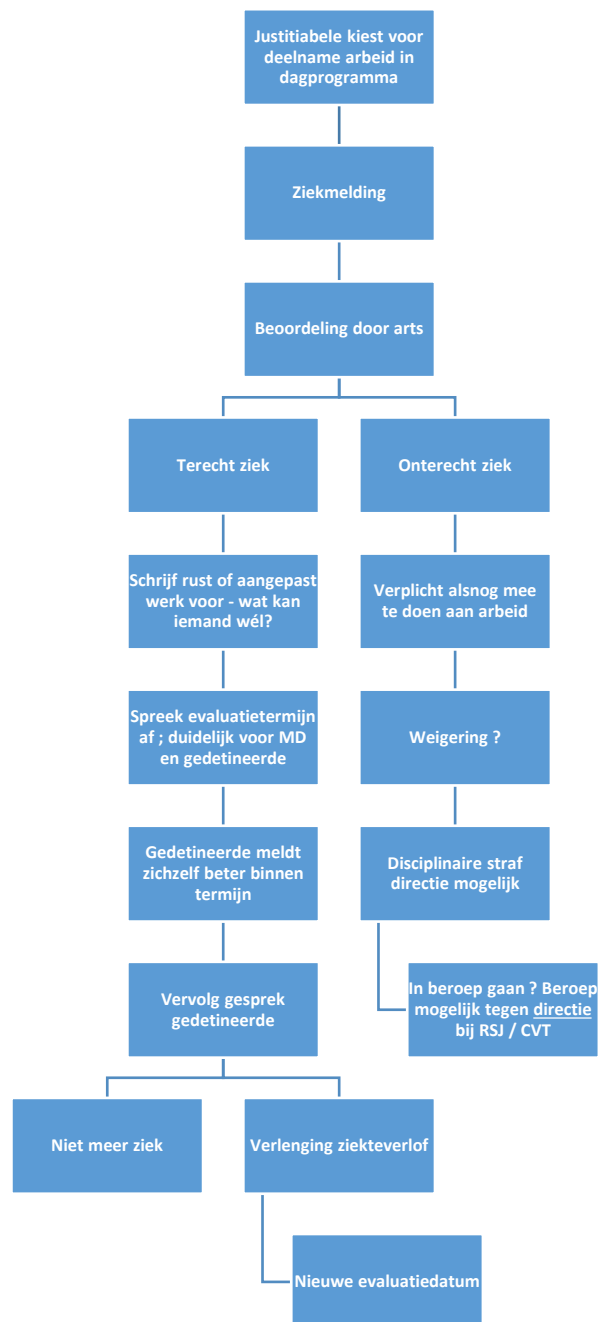 Justitiabele kiest voor
deelname arbeid in
dagprogramma
Ziekmelding
Beoordeling door arts
Terecht ziek
Onterecht ziek
Schrijf rust of aangepast
werk voor - wat kan
iemand wél?
Verplicht alsnog mee
te doen aan arbeid
Spreek evaluatietermijn
af ; duidelijk voor MD
en gedetineerde
Weigering ?
Gedetineerde meldt
zichzelf beter binnen
termijn
Disciplinaire straf
directie mogelijk
Vervolg gesprek
gedetineerde
In beroep gaan ? Beroep
mogelijk tegen directie
bij RSJ / CVT
Niet meer ziek
Verlenging ziekteverlof
Nieuwe evaluatiedatum